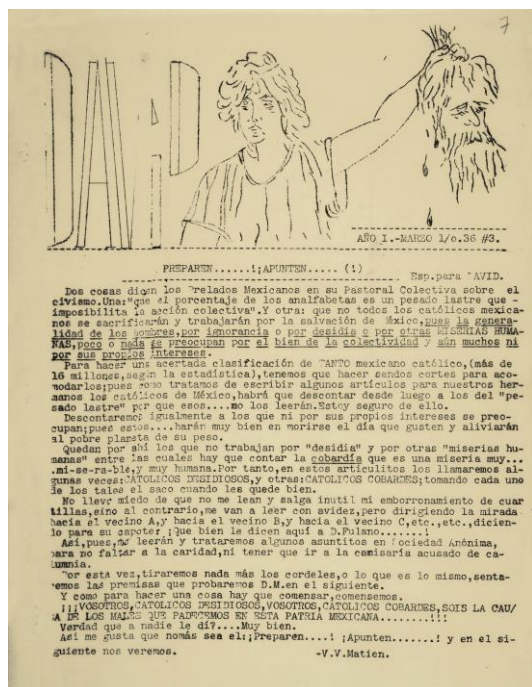 7
DAVID
AÑO I.-MARZO 1/o.36 #3.
PREPAREN......!¡APUNTEN..... (1)
Esp.para DAVID.
Dos cosas dicen los Prelados Mexicanos en su Pastoral Colectiva sobre el
civismo.Una:"que el porcentaje de los analfabetas es un pesado lastre que
imposibilita la acción colectiva".Y otra: que no todos los católicos mexica-
nos se sacrificarán y trabajarán por la salvación de México,pues la genera-
lidad de los hombres,por ignorancia o por desidia o por otras MISERIAS HUMA-
NAS,poco o nada se preocupan por el bien de la colectividad y aún muchos ni
por sus propios intereses.
Para hacer una acertada clasificación de TANTO mexicano católico,(más de
16 millones,según la estadística),tenemos que hacer sendos cortes para aco-
modarlos;pues como tratamos de escribir algunos artículos para nuestros her-
manos los católicos de México,habrá que descontar desde luego a los del "pe-
sado lastre" por que esos....no los leerán.Estoy seguro de ello.
Descontaremos igualmente a los que ni por sus propios intereses se preo-
cupan;pues estos....harán muy bien en morirse el día que gusten y aliviarán
al pobre planeta de su peso.
Quedan por ahí los que no trabajan por "desidia" y por otras "miserias hu-
manas" entre las cuales hay que contar la cobardía que es una miseria muy...
.mi-se-ra-ble,y muy humana.Por tanto,en estos articulitos los llamaremos al-
gunas veces:CATOLICOS DESIDIOSOS,y otras:CATOLICOS COBARDES;tomando cada uno
de los tales el saco cuando les quede bien.
No llevo miedo de que no me lean y salga inutil mi emborronamiento de cuar
tillas,sino al contrario,me van a leer con avidez,pero dirigiendo la mirada
hacia el vecino A,y hacia el vecino B,y hacia el vecino C,etc.,etc.,dicien-
do para su capote: ¡Que bien le dicen aquí a D.Fulano.......!
Así,pues,me leerán y trataremos algunos asuntitos en Sociedad Anónima,
para no faltar a la caridad,ni tener que ir a la camisaría acusado de ca-
lumnia.
Por esta vez,tiraremos nada más los cordeles,o lo que es lo mismo,senta-
remos las premisas que probaremos D.M.en el siguiente.
Y como para hacer una cosa hay que comensar,comensemos.
¡¡¡VOSOTROS,CATOLICOS DESIDIOSOS,VOSOTROS,CATOLICOS COBARDES,SOIS LA CAU/
SA DE LOS MALES QUE PADECEMOS EN ESTA PATRIA MEXICANA.........!!!
Verdad que a nadie le dí?....Muy bien.
Asi me gusta que nomás sea el:¡Preparen....! ¡Apunten.......! y en el si-
guiente nos veremos.
-V.V.Matien.